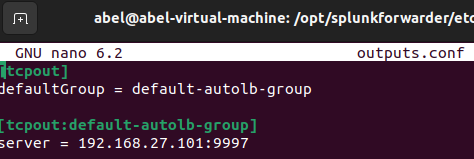 abel@abel-virtual-machine: /opt/splunkforwarder/etc
GNU nano 6.2 outputs.conf
[tcpout]
defaultGroup = default-autolb-group
[tcpout:default-autolb-group]
server = 192.168.27.101:9997